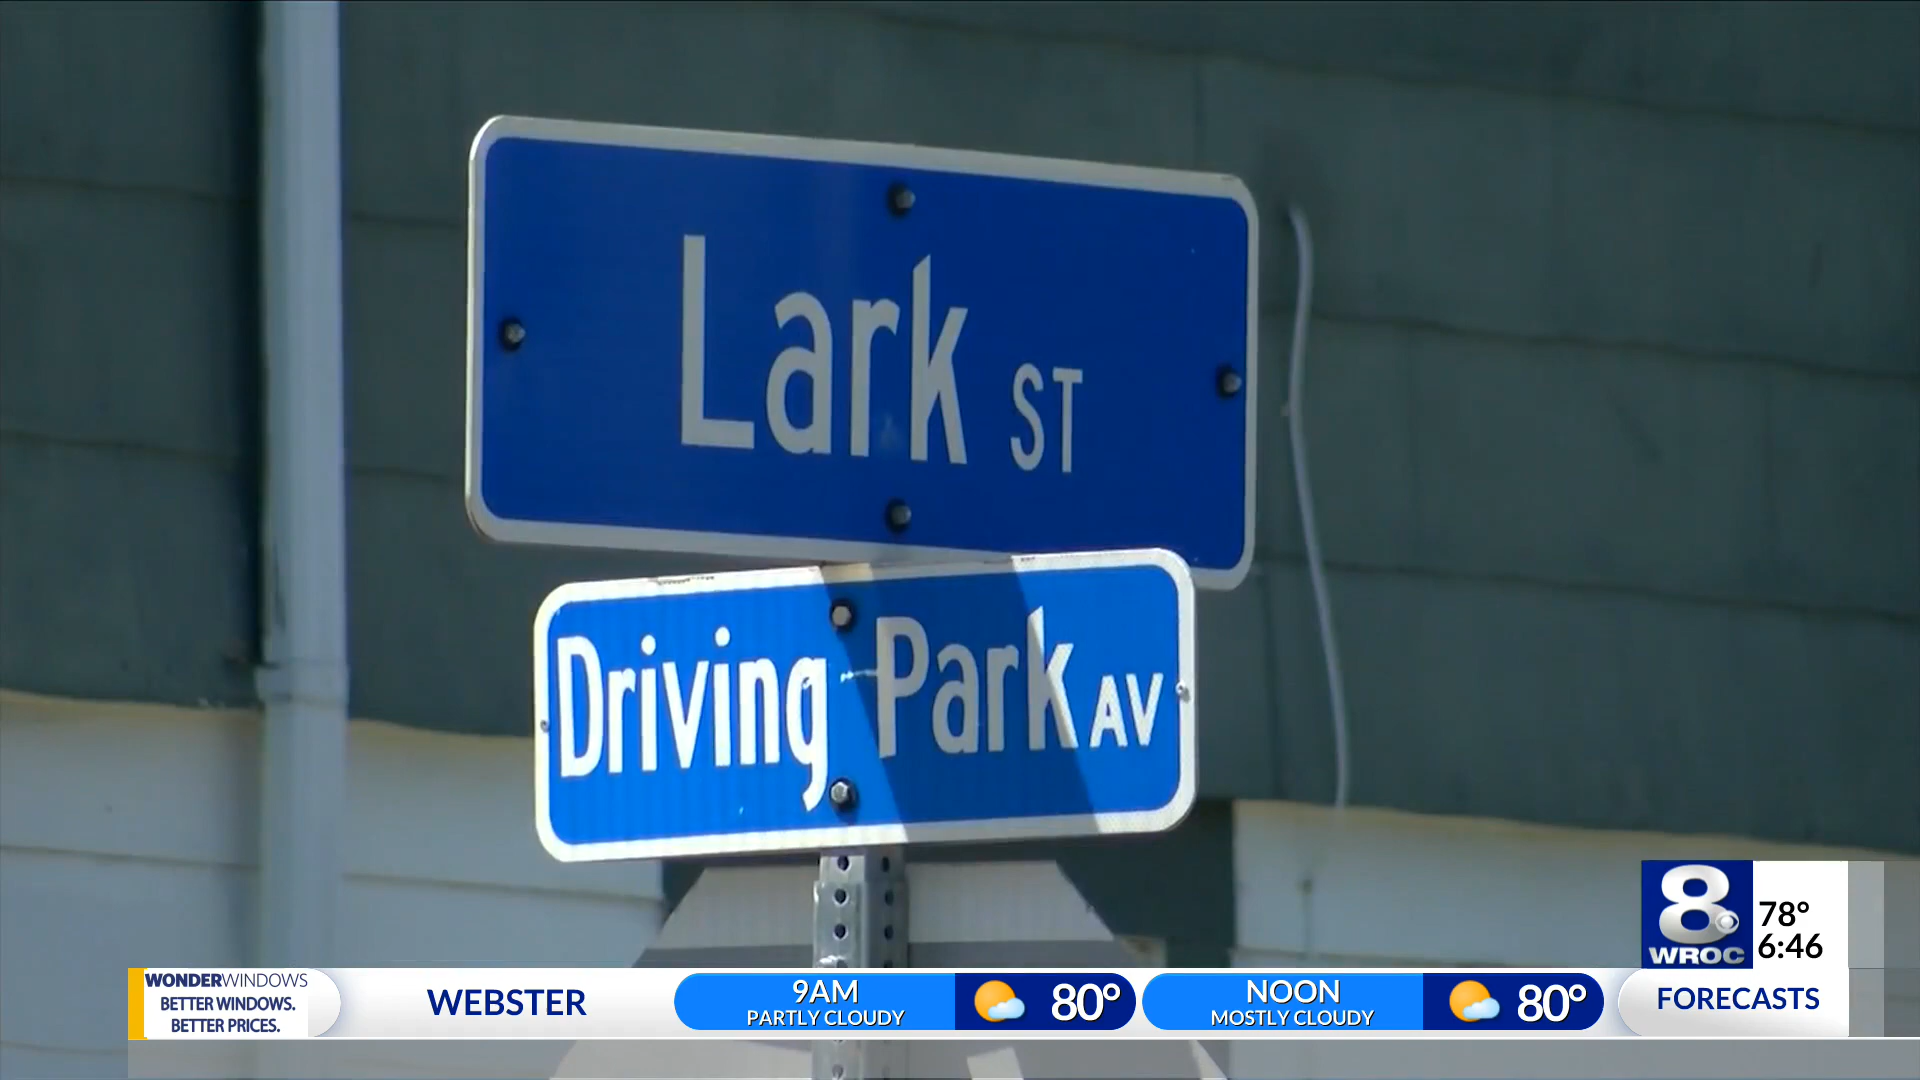 Lark ST
Driving Park AV
8
WROC
78°
6:46
WONDERWINDOWS
BETTER WINDOWS.
BETTER PRICES.
WEBSTER
9AM
PARTLY CLOUDY
80°
NOON
MOSTLY CLOUDY
80°
FORECASTS